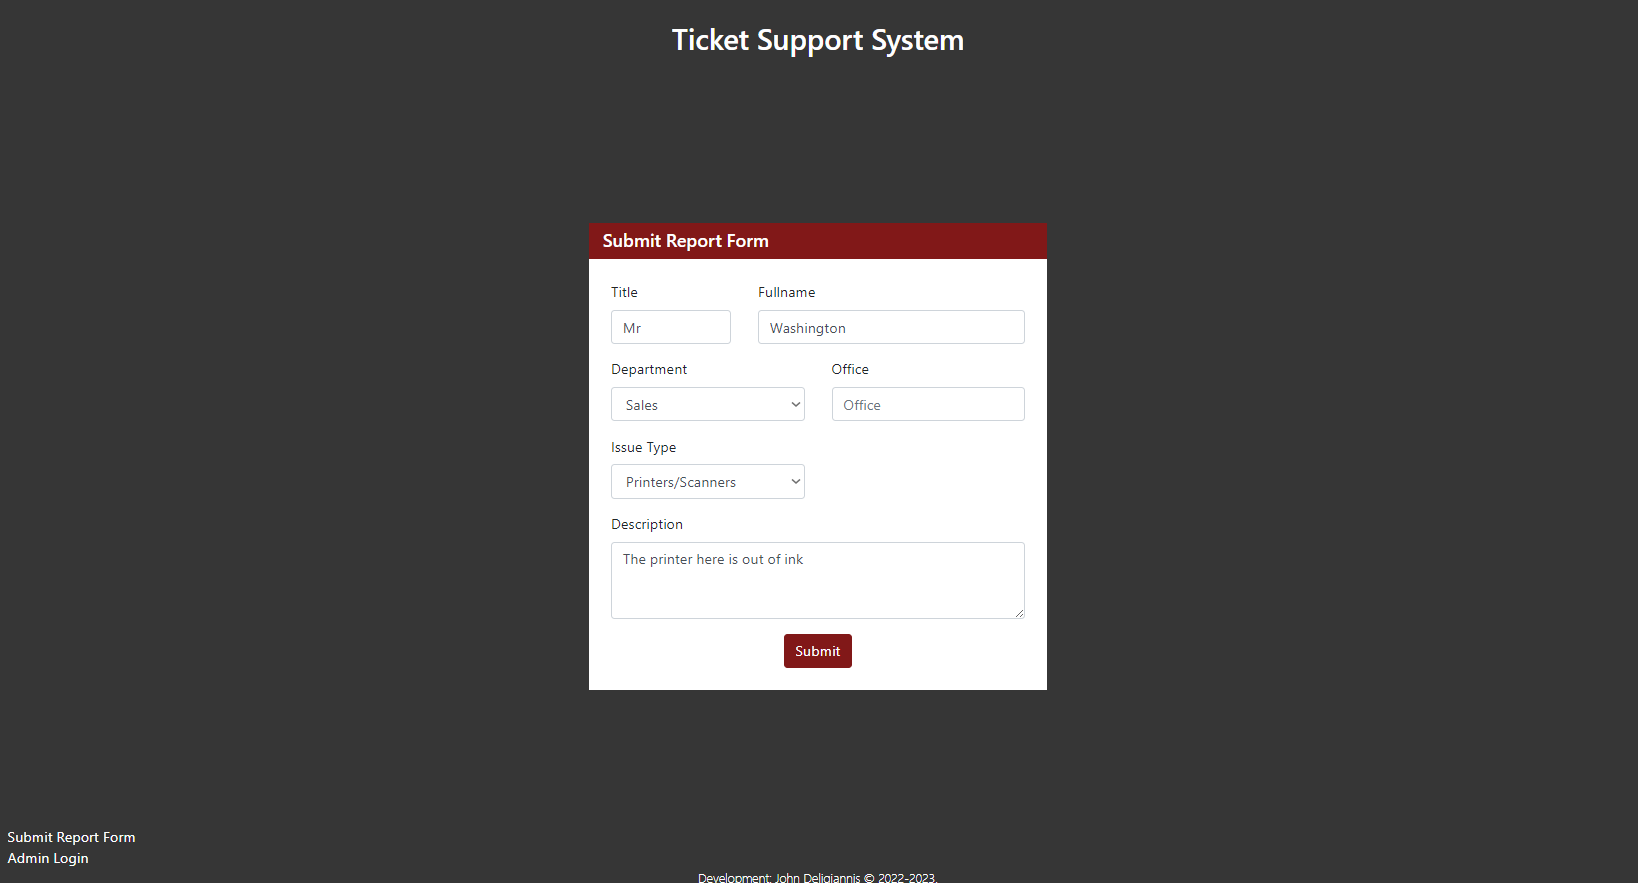 Ticket Support System
Submit Report Form
Title Fullname
Mr Washington
Department Office
Sales Office
Issue Type
Printers/Scanners
Description
The printer here is out of ink
Submit
Submit Report Form
Admin Login
Development: John Deligiannis © 2022-2023.